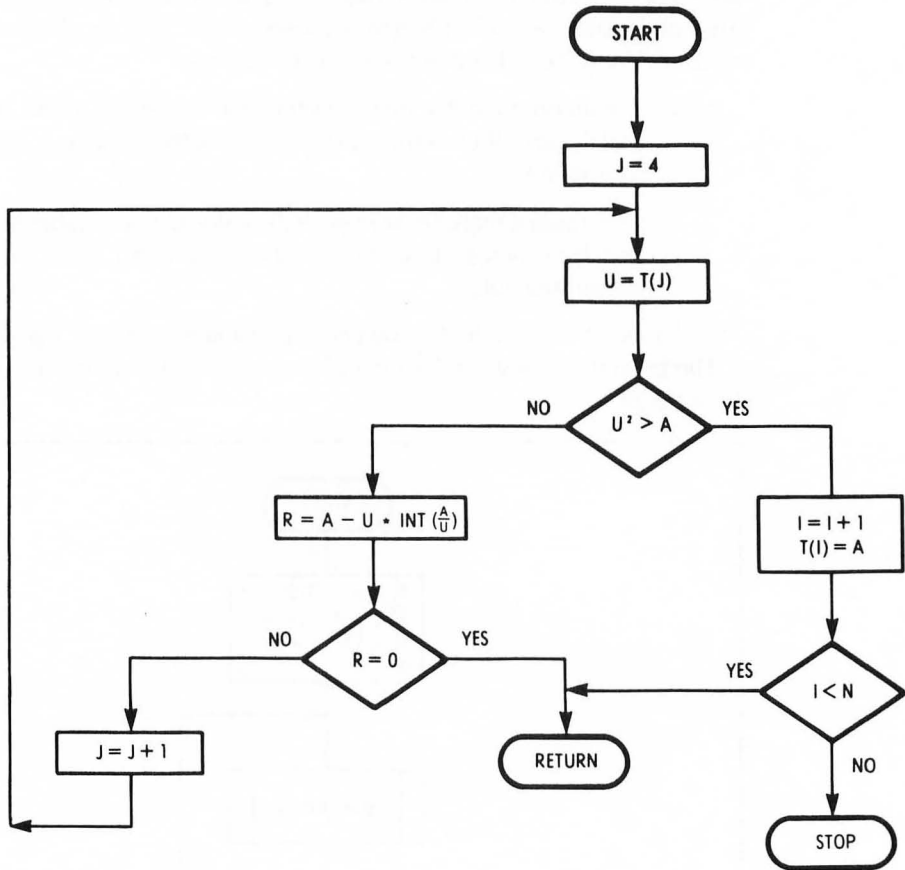 START
J = 4
U = T(J)
NO
U² > A
YES
R = A – U * INT (A/U)
I = I + 1
T(I) = A
NO
R = 0
YES
YES
I < N
J = J + 1
RETURN
NO
STOP